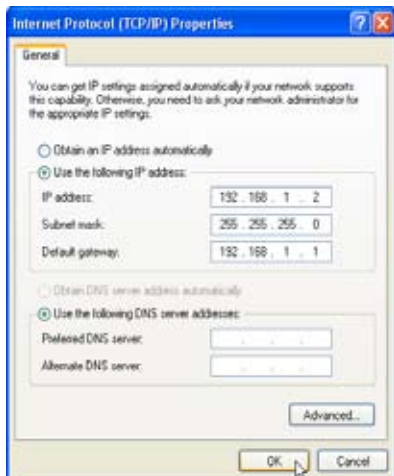 Internet Protocol (TCP/IP) Properties
General
You can get IP settings assigned automatically if your network supports
this capability. Otherwise, you need to ask your network administrator for
the appropriate IP settings.
Obtain an IP address automatically
Use the following IP address:
IP address: 192 . 168 . 1 . 2
Subnet mask: 255 . 255 . 255 . 0
Default gateway: 192 . 168 . 1 . 1
Obtain DNS server address automatically
Use the following DNS server addresses:
Preferred DNS server: . . .
Alternate DNS server: . . .
Advanced...
OK Cancel